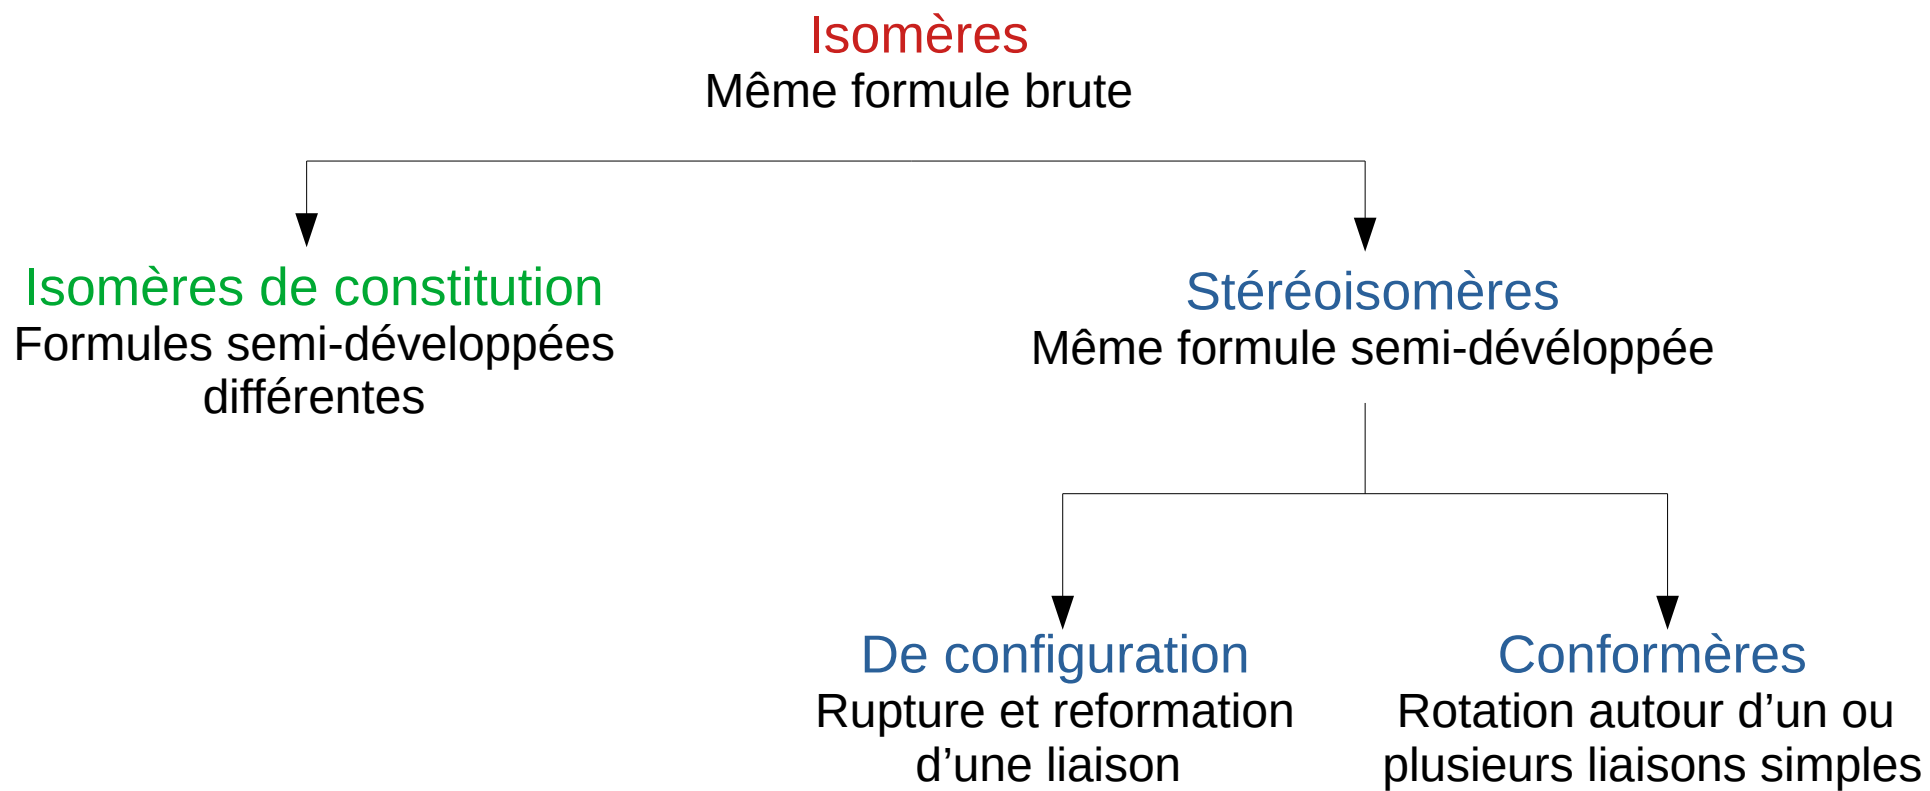 Isomères
Même formule brute
Isomères de constitution
Formules semi-développées
différentes
Stéréoisomères
Même formule semi-dévéloppée
De configuration
Rupture et reformation
d’une liaison
Conformères
Rotation autour d’un ou
plusieurs liaisons simples